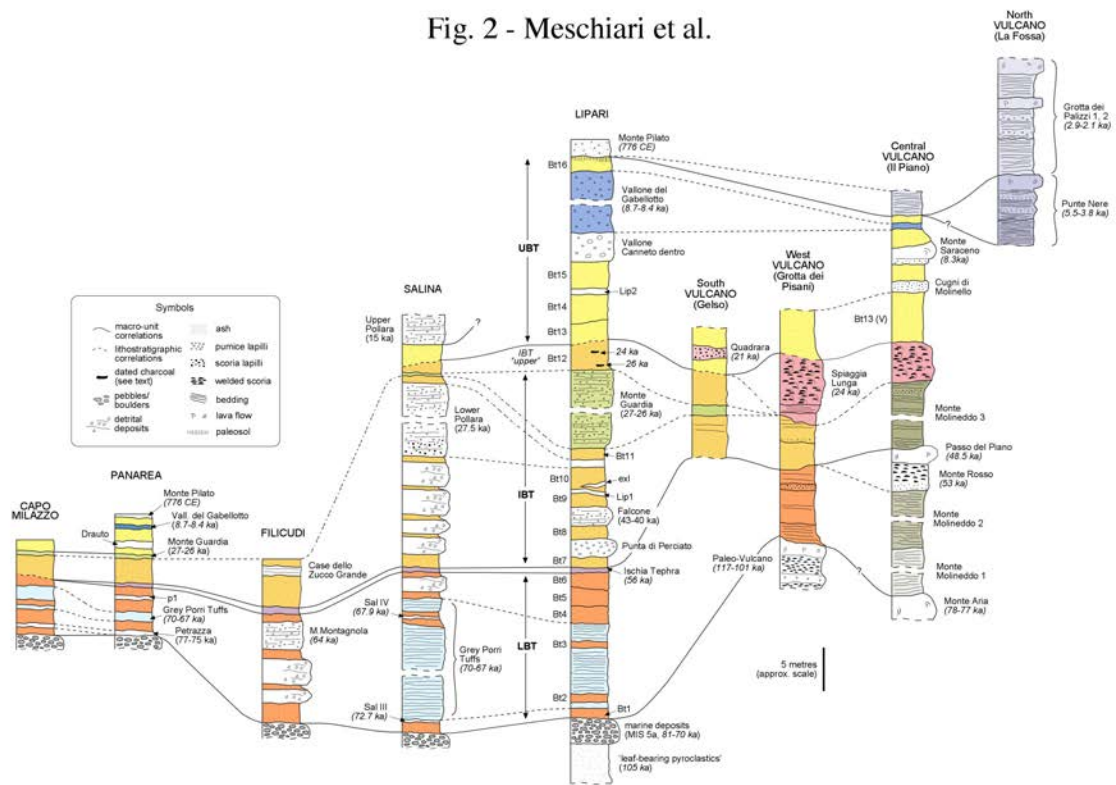 Fig. 2 - Meschiari et al.
North
VULCANO
(La Fossa)
Grotta dei
Palizzi 1, 2
(2.9-2.1 ka)
Punte Nere
(5.5-3.8 ka)
Central
VULCANO
(Il Piano)
?
Monte
Saraceno
(8.3ka)
Cugni di
Molinello
Bt13 (V)
Monte
Molineddo 3
Passo del Piano
(48.5 ka)
Monte Rosso
(53 ka)
Monte
Molineddo 2
Monte
Molineddo 1
Monte Aria
(78-77 ka)
?
West
VULCANO
(Grotta dei
Pisani)
Spiaggia
Lunga
(24 ka)
Paleo-Vulcano
(117-101 ka)
South
VULCANO
(Gelso)
Quadrara
(21 ka)
LIPARI
Monte Pilato
(776 CE)
Bt16
Vallone del
Gabellotto
(8.7-8.4 ka)
Vallone
Canneto dentro
UBT
Bt15
Lip2
Bt14
Bt13
IBT
"upper"
Bt12
24 ka
26 ka
Monte
Guardia
(27-26 ka)
Bt11
IBT
Bt10
exl
Bt9
Lip1
Falcone
(43-40 ka)
Bt8
Punta di Perciato
Bt7
Ischia Tephra
(56 ka)
Bt6
Bt5
Bt4
LBT
Bt3
Bt2
Bt1
marine deposits
(MIS 5a, 81-70 ka)
'leaf-bearing pyroclastics'
(105 ka)
SALINA
Upper
Pollara
(15 ka)
?
Lower
Pollara
(27.5 ka)
Sal IV
(67.9 ka)
Grey Porri
Tuffs
(70-67 ka)
Sal III
(72.7 ka)
FILICUDI
Case dello
Zucco Grande
M.Montagnola
(64 ka)
PANAREA
Monte Pilato
(776 CE)
Vall. del Gabellotto
(8.7-8.4 ka)
Drauto
Monte Guardia
(27-26 ka)
p1
Grey Porri Tuffs
(70-67 ka)
Petrazza
(77-75 ka)
CAPO
MILAZZO
Symbols
macro-unit
correlations
lithostratigraphic
correlations
dated charcoal
(see text)
pebbles/
boulders
detrital
deposits
ash
pumice lapilli
scoria lapilli
welded scoria
bedding
lava flow
paleosol
5 metres
(approx. scale)